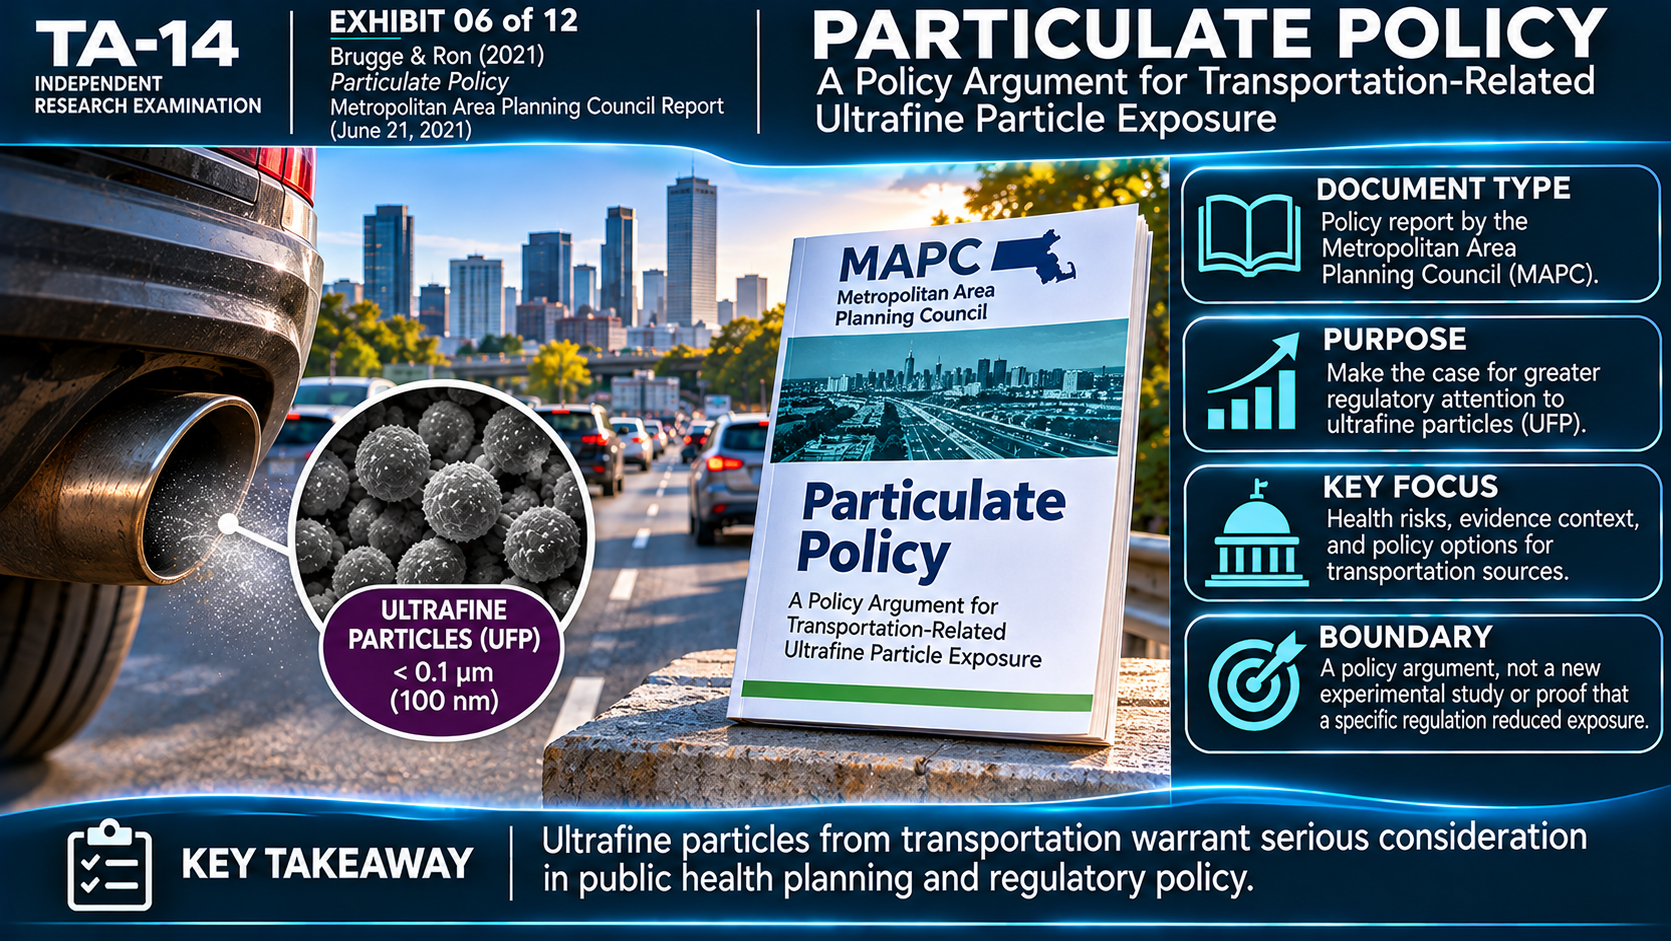 TA-14
INDEPENDENT
RESEARCH EXAMINATION
EXHIBIT 06 of 12
Brugge & Ron (2021)
Particulate Policy
Metropolitan Area Planning Council Report
(June 21, 2021)
PARTICULATE POLICY
A Policy Argument for Transportation-Related
Ultrafine Particle Exposure
ULTRAFINE
PARTICLES (UFP)
< 0.1 µm
(100 nm)
MAPC
Metropolitan Area
Planning Council
Particulate
Policy
A Policy Argument for
Transportation-Related
Ultrafine Particle Exposure
DOCUMENT TYPE
Policy report by the
Metropolitan Area
Planning Council (MAPC).
PURPOSE
Make the case for greater
regulatory attention to
ultrafine particles (UFP).
KEY FOCUS
Health risks, evidence context,
and policy options for
transportation sources.
BOUNDARY
A policy argument, not a new
experimental study or proof that
a specific regulation reduced exposure.
KEY TAKEAWAY
Ultrafine particles from transportation warrant serious consideration
in public health planning and regulatory policy.